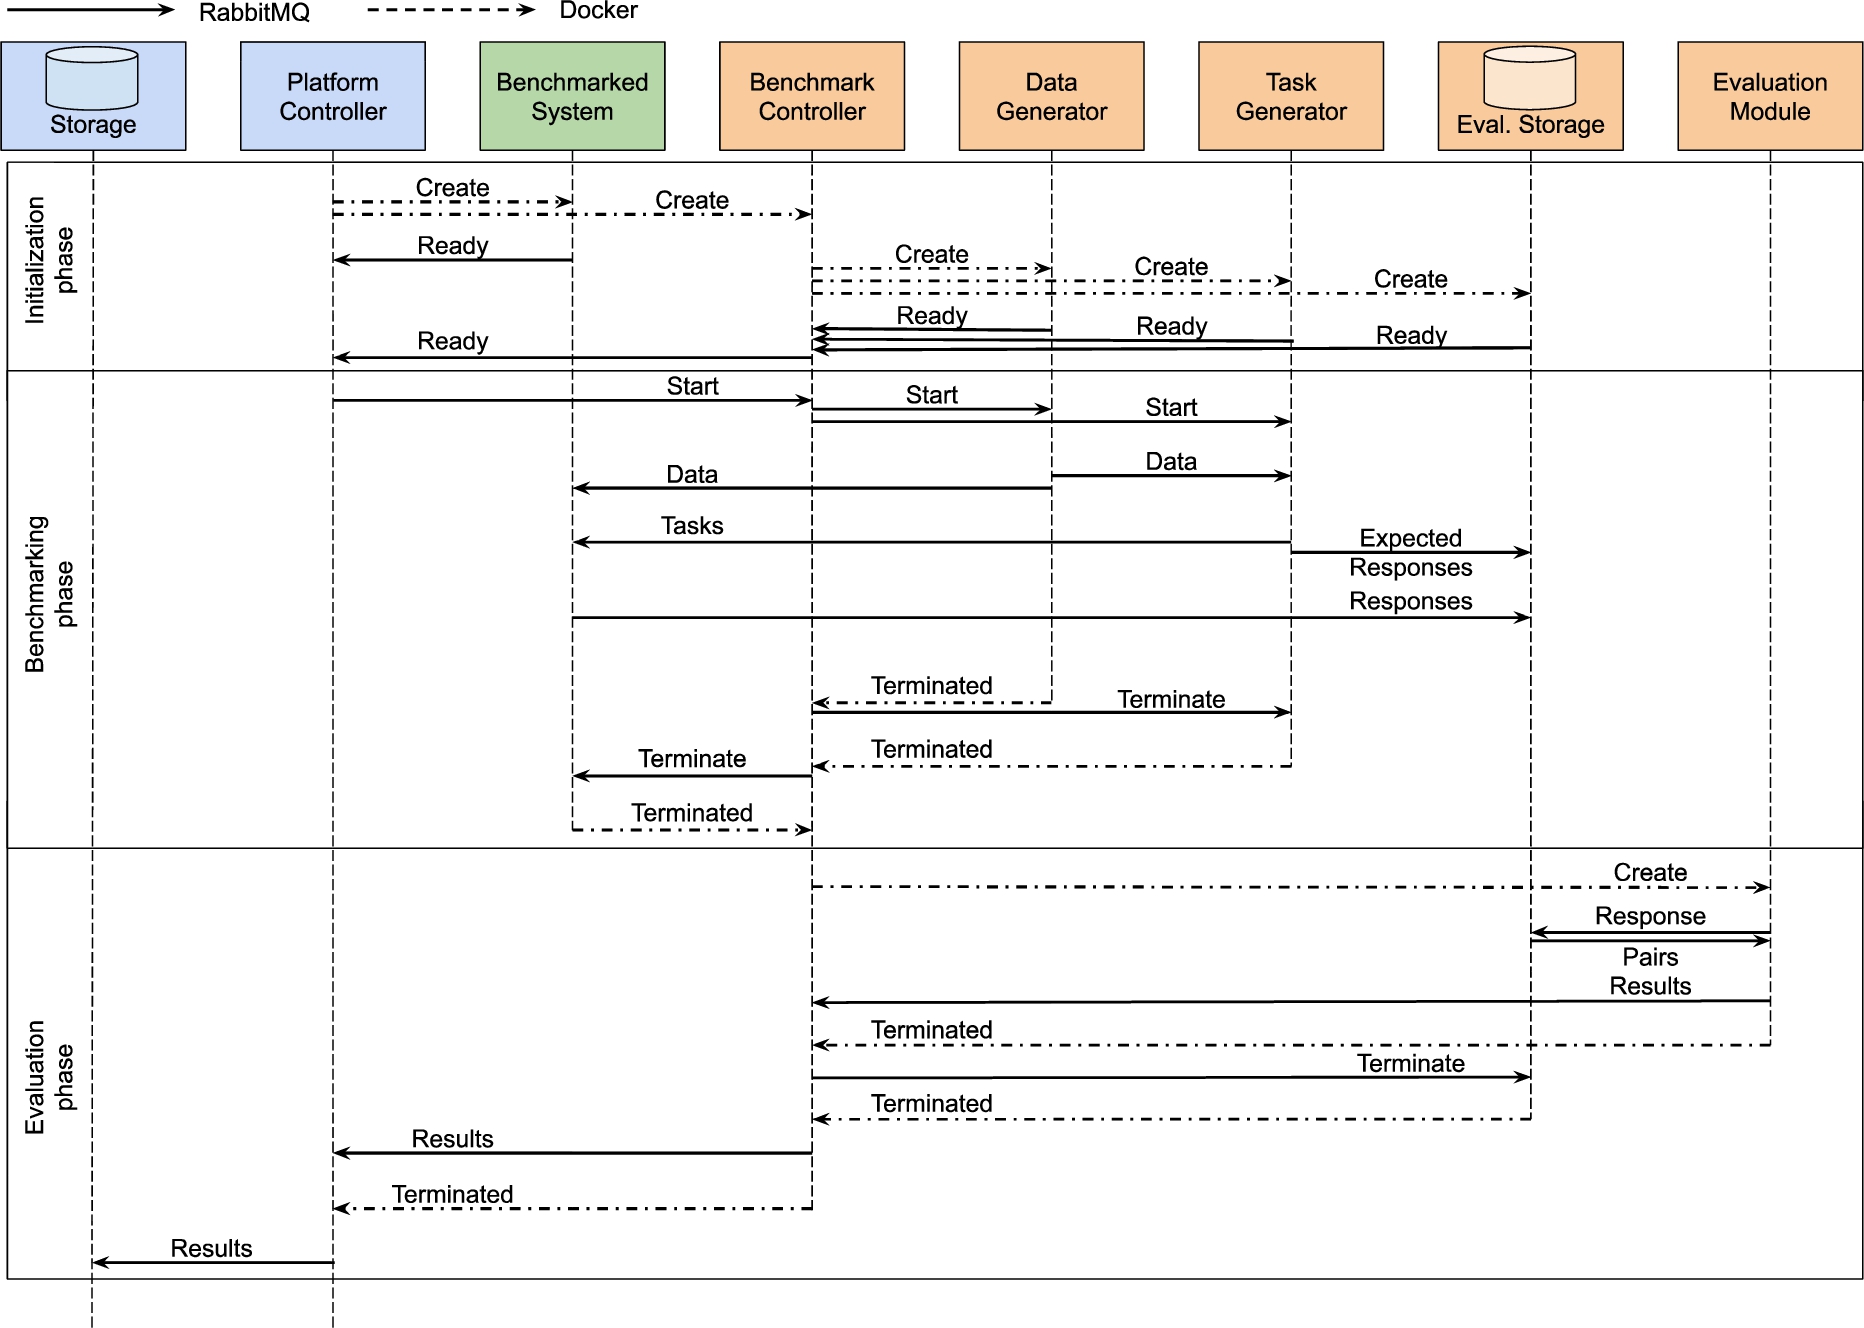 RabbitMQ
Docker
Storage
Platform
Controller
Benchmarked
System
Benchmark
Controller
Data
Generator
Task
Generator
Eval. Storage
Evaluation
Module
Initialization
phase
Create
Create
Ready
Create
Create
Create
Ready
Ready
Ready
Ready
Benchmarking
phase
Start
Start
Start
Data
Data
Tasks
Expected
Responses
Responses
Terminated
Terminate
Terminated
Terminate
Terminated
Evaluation
phase
Create
Response
Pairs
Results
Terminated
Terminate
Terminated
Results
Terminated
Results